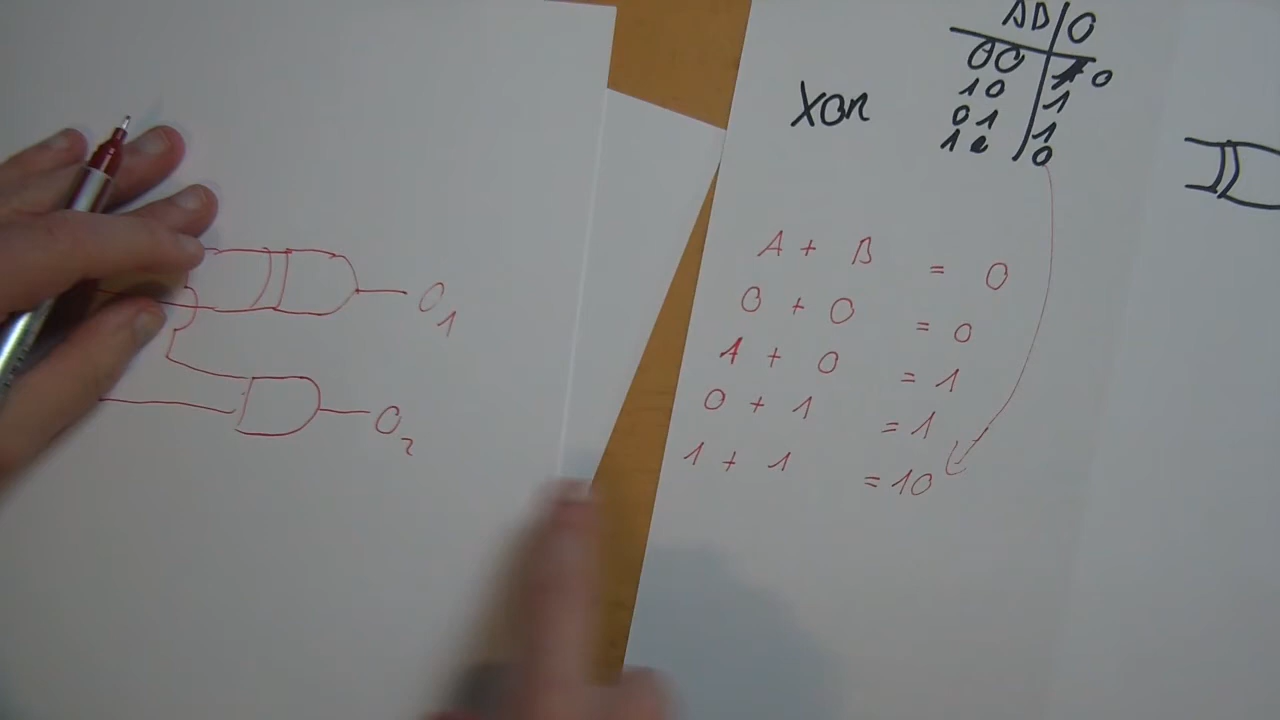 O1
O2
XOR
AB O
00 0
10 1
01 1
1 0
A + B = O
0 + 0 = 0
1 + 0 = 1
0 + 1 = 1
1 + 1 = 10